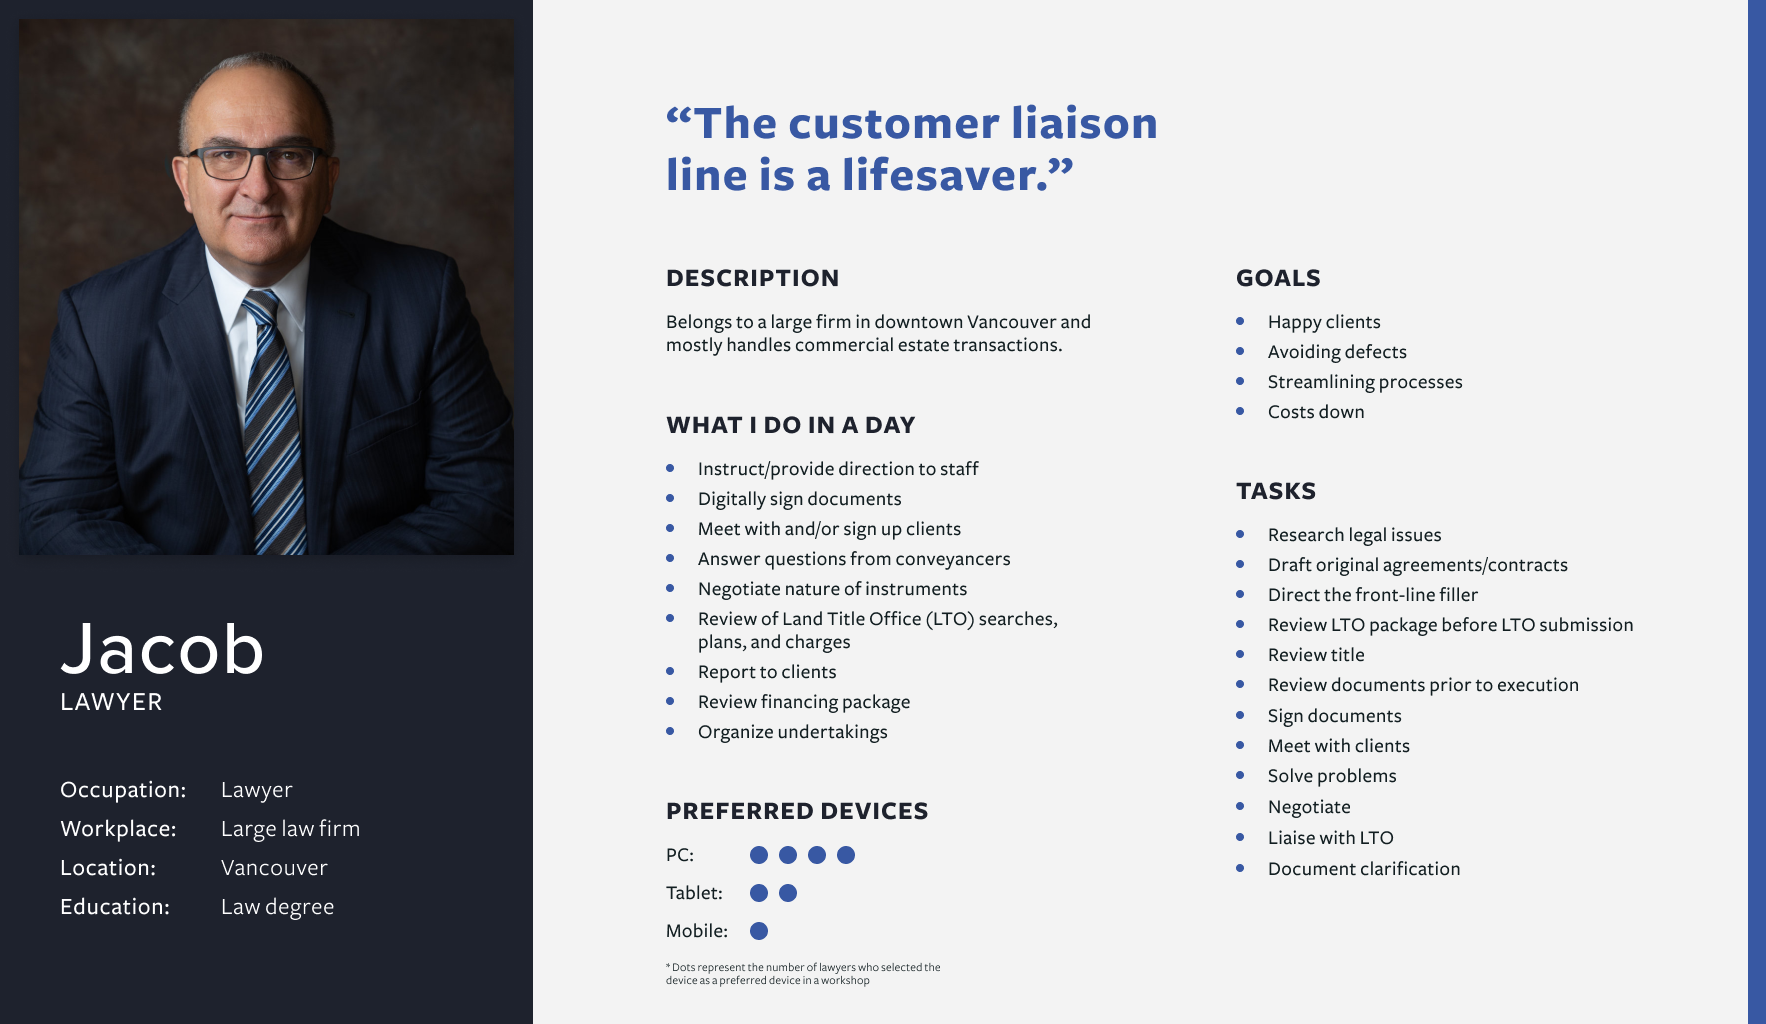 Jacob
LAWYER
Occupation: Lawyer
Workplace: Large law firm
Location: Vancouver
Education: Law degree
“The customer liaison
line is a lifesaver.”
DESCRIPTION
Belongs to a large firm in downtown Vancouver and
mostly handles commercial estate transactions.
WHAT I DO IN A DAY
Instruct/provide direction to staff
Digitally sign documents
Meet with and/or sign up clients
Answer questions from conveyancers
Negotiate nature of instruments
Review of Land Title Office (LTO) searches,
plans, and charges
Report to clients
Review financing package
Organize undertakings
PREFERRED DEVICES
PC:
Tablet:
Mobile:
* Dots represent the number of lawyers who selected the
device as a preferred device in a workshop
GOALS
Happy clients
Avoiding defects
Streamlining processes
Costs down
TASKS
Research legal issues
Draft original agreements/contracts
Direct the front-line filler
Review LTO package before LTO submission
Review title
Review documents prior to execution
Sign documents
Meet with clients
Solve problems
Negotiate
Liaise with LTO
Document clarification